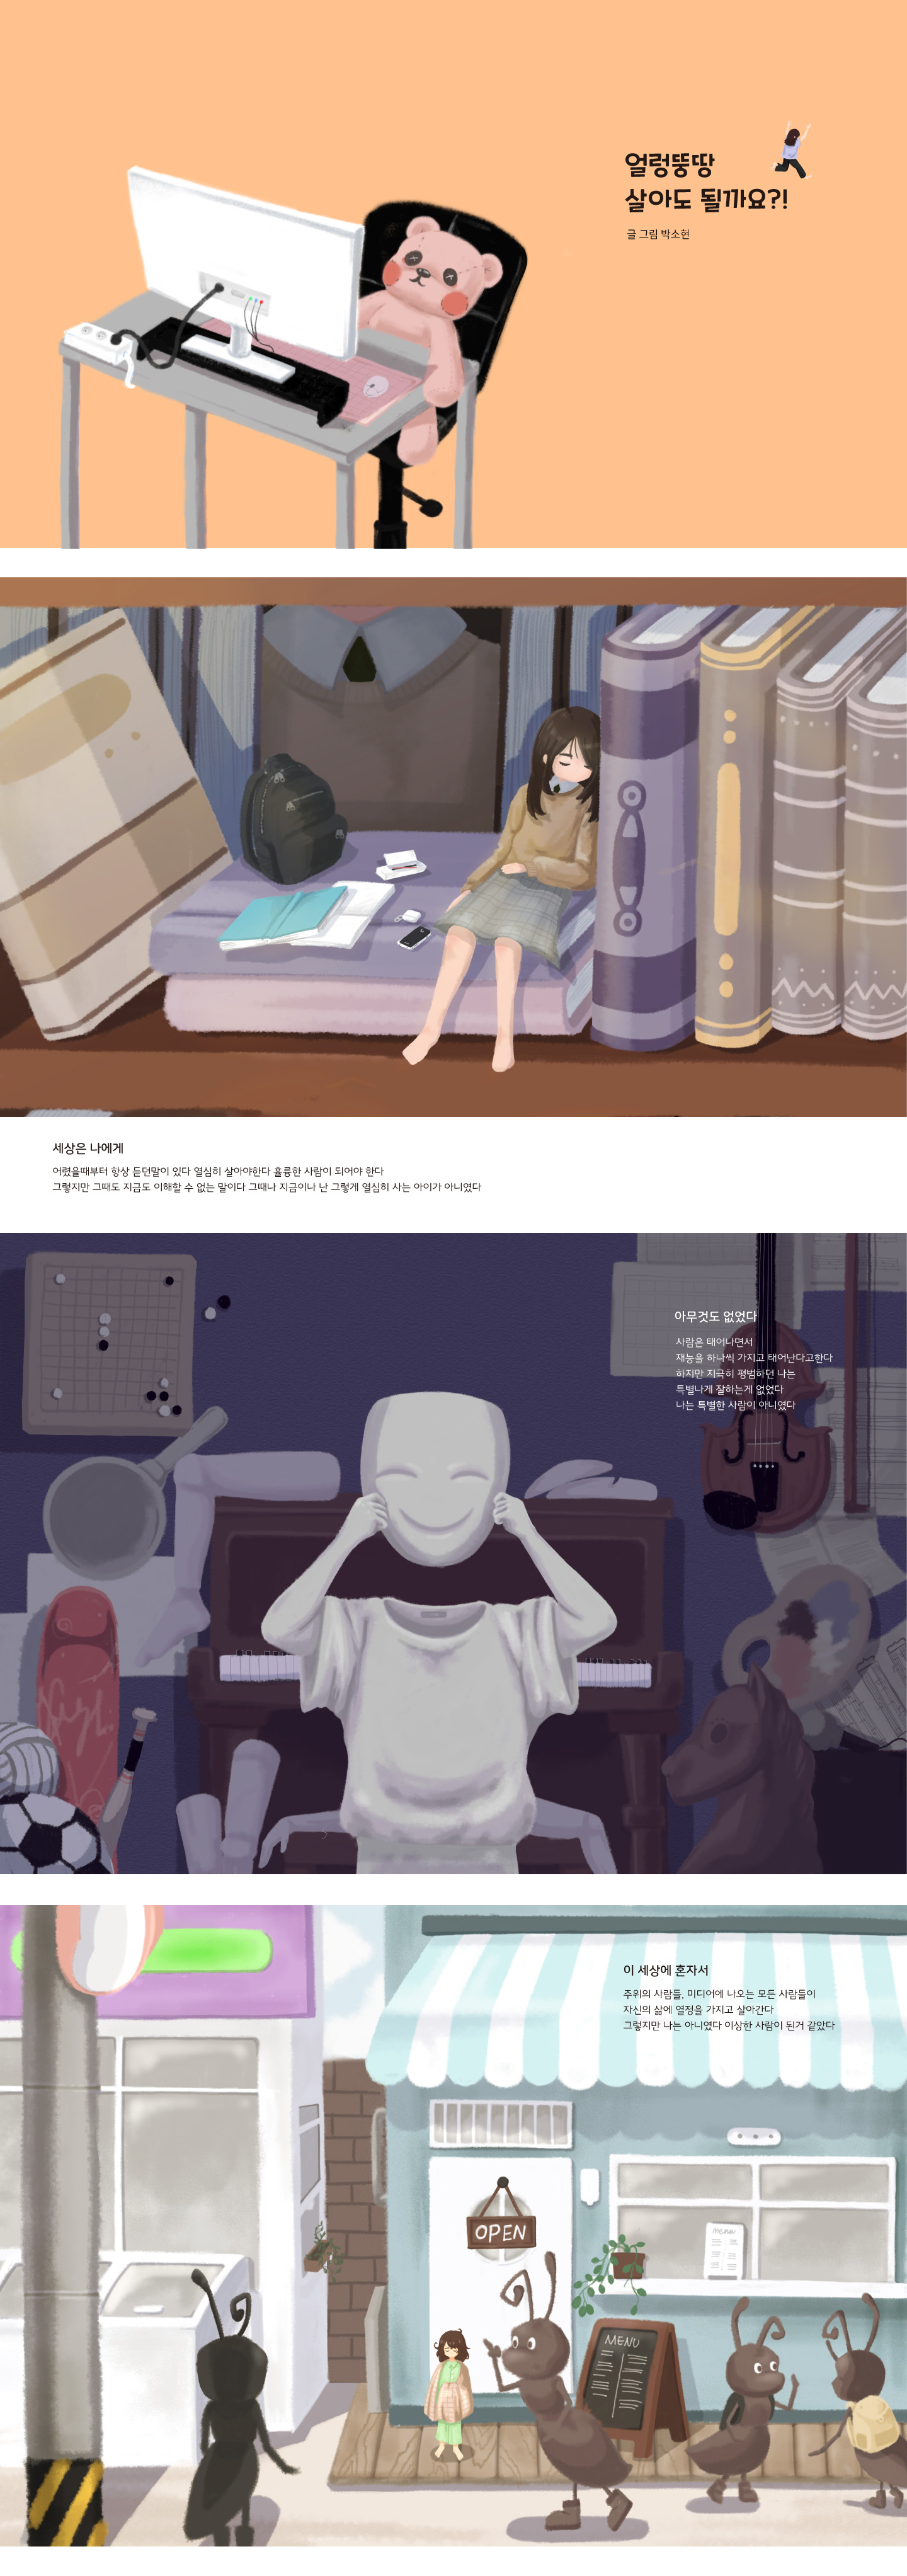 얼렁뚱땅
살아도 될까요?!
글 그림 박소현
세상은 나에게
어렸을때부터 항상 듣던말이 있다 열심히 살아야한다 훌륭한 사람이 되어야 한다
그렇지만 그때도 지금도 이해할 수 없는 말이다 그때나 지금이나 난 그렇게 열심히 사는 아이가 아니였다
아무것도 없었다
사람은 태어나면서
재능을 하나씩 가지고 태어난다고한다
하지만 지극히 평범하던 나는
특별나게 잘하는게 없었다
나는 특별한 사람이 아니였다
이 세상에 혼자서
주위의 사람들, 미디어에 나오는 모든 사람들이
자신의 삶에 열정을 가지고 살아간다
그렇지만 나는 아니였다 이상한 사람이 된거 같았다
OPEN
MENU